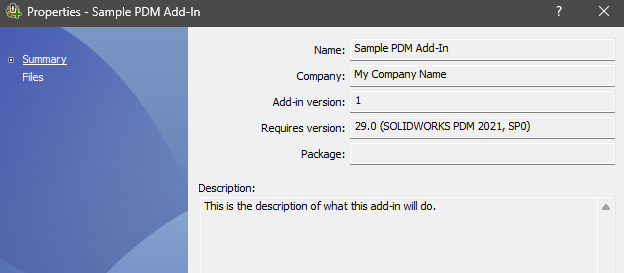 Properties - Sample PDM Add-In
Summary
Files
Name: Sample PDM Add-In
Company: My Company Name
Add-in version: 1
Requires version: 29.0 (SOLIDWORKS PDM 2021, SP0)
Package:
Description:
This is the description of what this add-in will do.